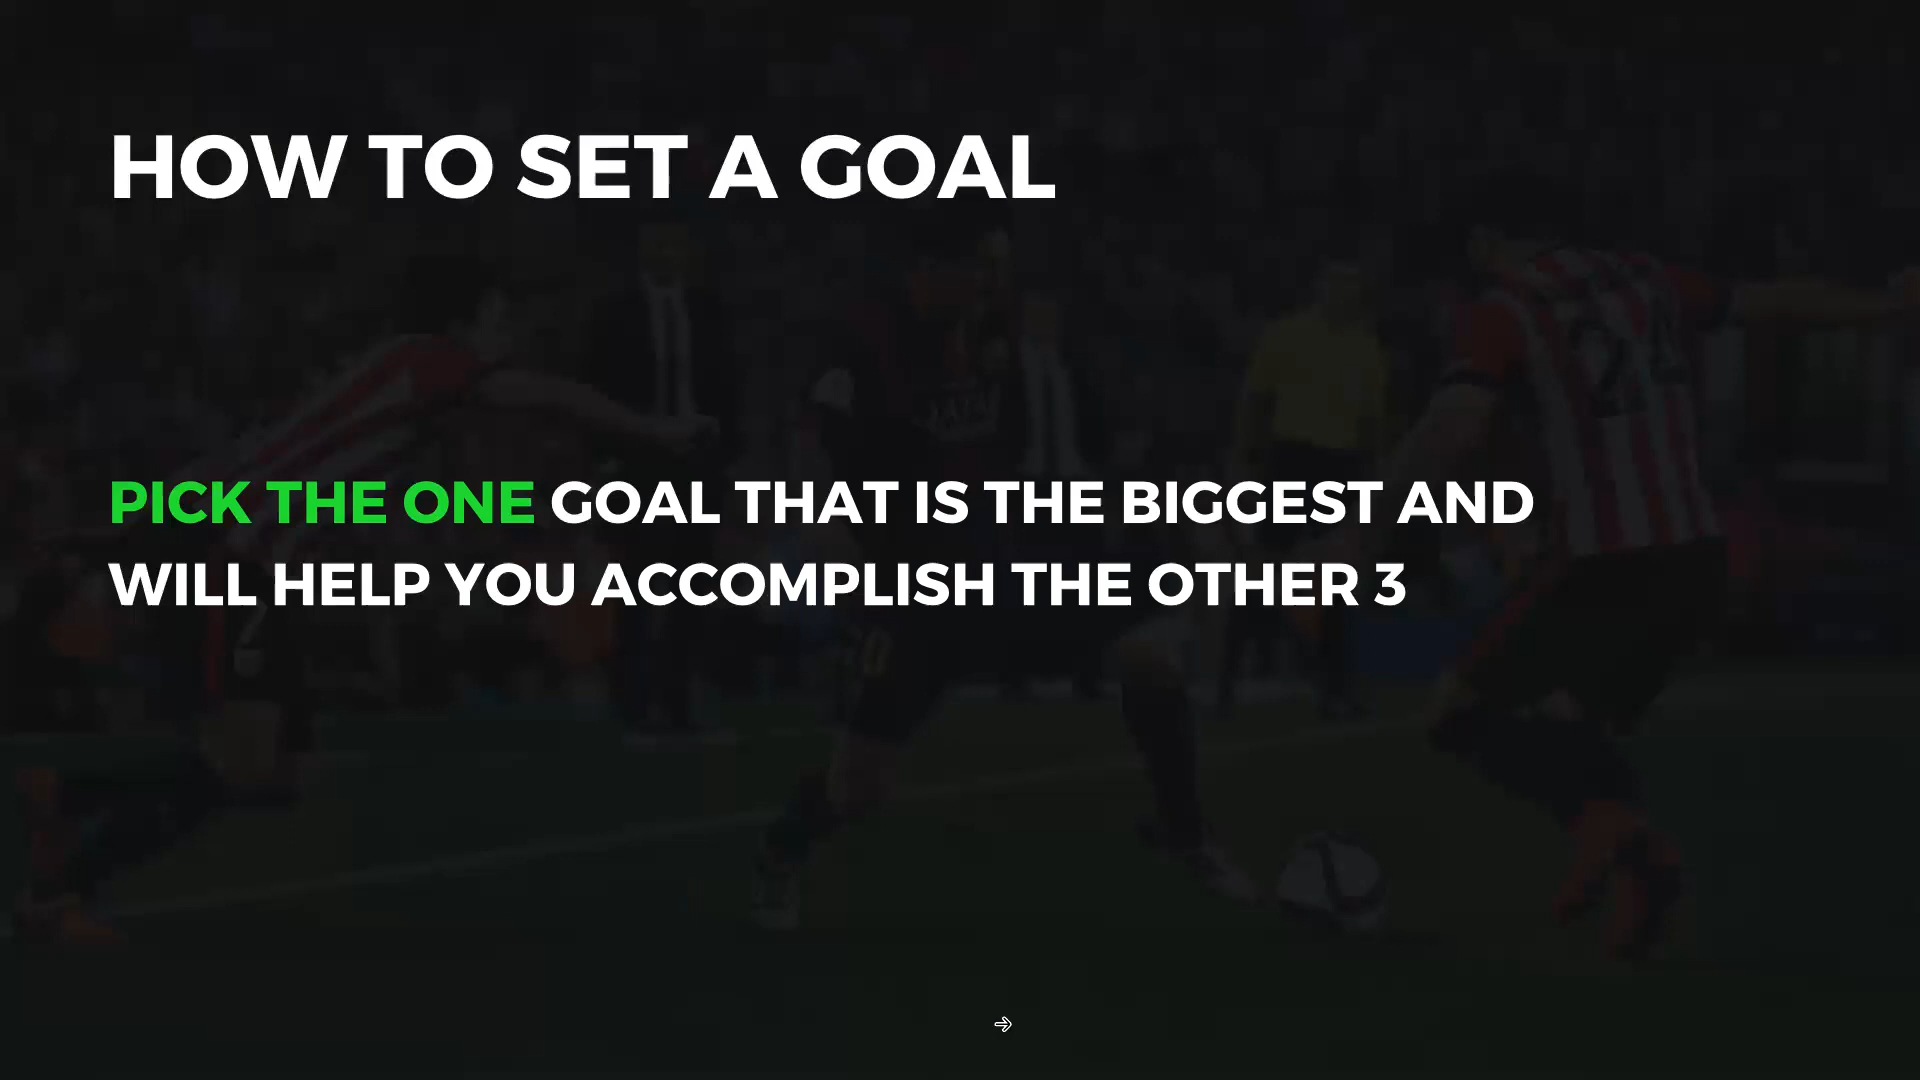 HOW TO SET A GOAL
PICK THE ONE GOAL THAT IS THE BIGGEST AND
WILL HELP YOU ACCOMPLISH THE OTHER 3